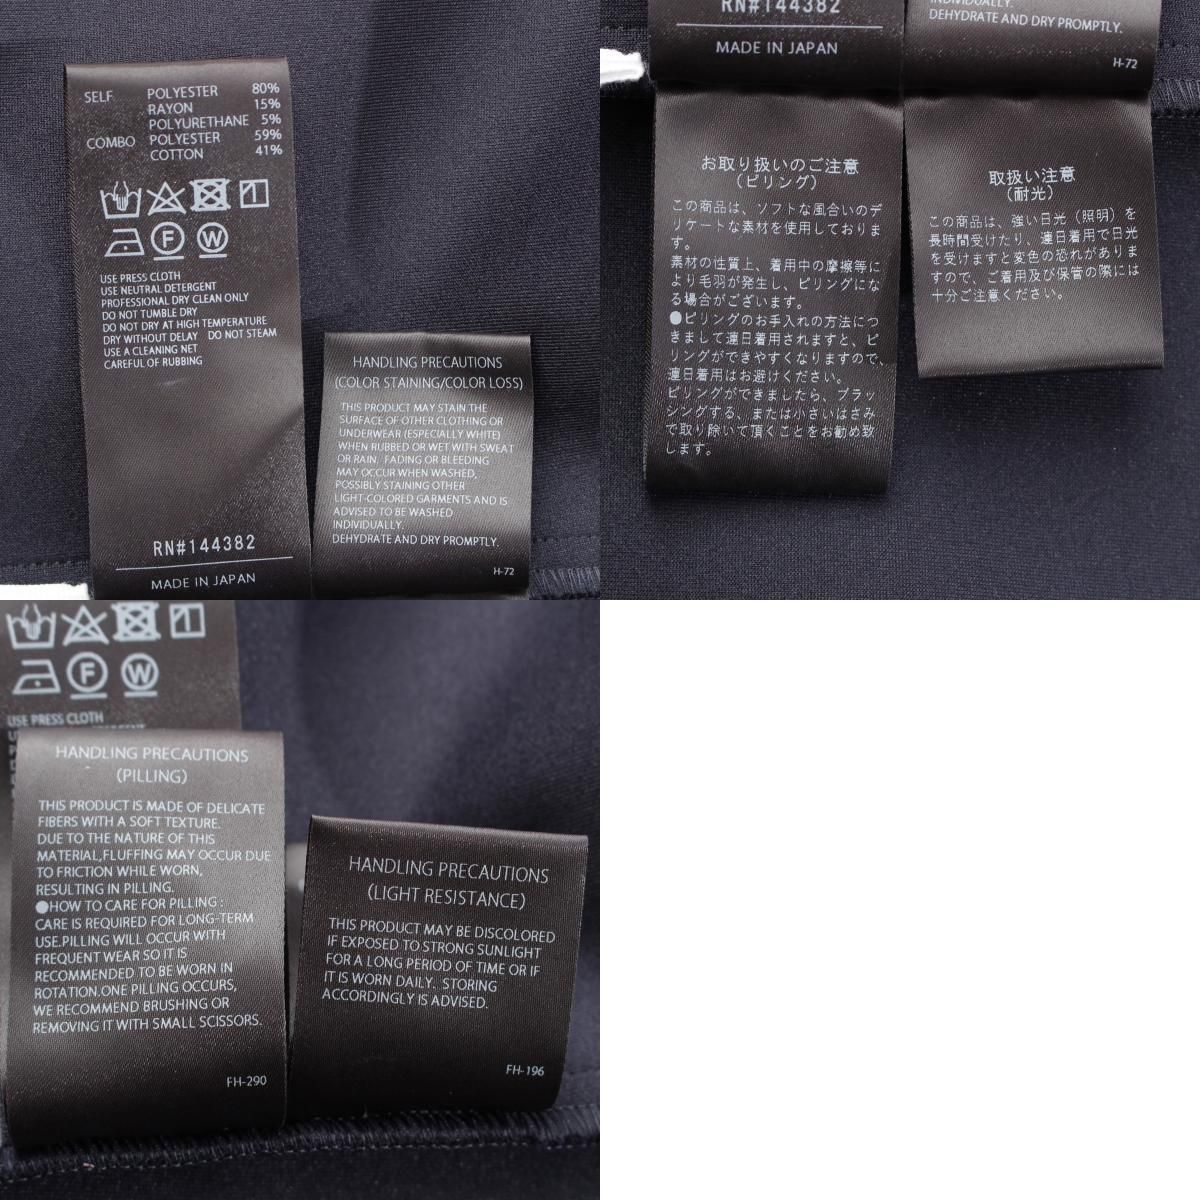 SELF POLYESTER 80%
RAYON 15%
POLYURETHANE 5%
COMBO POLYESTER 59%
COTTON 41%
F W
USE PRESS CLOTH
USE NEUTRAL DETERGENT
PROFESSIONAL DRY CLEAN ONLY
DO NOT TUMBLE DRY
DO NOT DRY AT HIGH TEMPERATURE
DRY WITHOUT DELAY DO NOT STEAM
USE A CLEANING NET
CAREFUL OF RUBBING
RN#144382
MADE IN JAPAN
HANDLING PRECAUTIONS
(COLOR STAINING/COLOR LOSS)
THIS PRODUCT MAY STAIN THE
SURFACE OF OTHER CLOTHING OR
UNDERWEAR (ESPECIALLY WHITE)
WHEN RUBBED OR WET WITH SWEAT
OR RAIN. FADING OR BLEEDING
MAY OCCUR WHEN WASHED,
POSSIBLY STAINING OTHER
LIGHT-COLORED GARMENTS AND IS
ADVISED TO BE WASHED
INDIVIDUALLY.
DEHYDRATE AND DRY PROMPTLY.
H-72
RN#144382
MADE IN JAPAN
INDIVIDUALLY.
DEHYDRATE AND DRY PROMPTLY.
H-72
お取り扱いのご注意
(ピリング)
この商品は、ソフトな風合いのデ
リケートな素材を使用しておりま
す。
素材の性質上、着用中の摩擦等に
より毛羽が発生し、ピリングにな
る場合がございます。
●ピリングのお手入れの方法につ
きまして連日着用されますと、ピ
リングができやすくなりますので、
連日着用はお避けください。
ピリングができましたら、ブラッ
シングする、または小さいはさみ
で取り除いて頂くことをお勧め致
します。
取扱い注意
(耐光)
この商品は、強い日光（照明）を
長時間受けたり、連日着用で日光
を受けますと変色の恐れがありま
すので、ご着用及び保管の際には
十分ご注意ください。
F W
USE PRESS CLOTH
HANDLING PRECAUTIONS
(PILLING)
THIS PRODUCT IS MADE OF DELICATE
FIBERS WITH A SOFT TEXTURE.
DUE TO THE NATURE OF THIS
MATERIAL,FLUFFING MAY OCCUR DUE
TO FRICTION WHILE WORN,
RESULTING IN PILLING.
●HOW TO CARE FOR PILLING :
CARE IS REQUIRED FOR LONG-TERM
USE.PILLING WILL OCCUR WITH
FREQUENT WEAR SO IT IS
RECOMMENDED TO BE WORN IN
ROTATION.ONE PILLING OCCURS,
WE RECOMMEND BRUSHING OR
REMOVING IT WITH SMALL SCISSORS.
FH-290
HANDLING PRECAUTIONS
(LIGHT RESISTANCE)
THIS PRODUCT MAY BE DISCOLORED
IF EXPOSED TO STRONG SUNLIGHT
FOR A LONG PERIOD OF TIME OR IF
IT IS WORN DAILY. STORING
ACCORDINGLY IS ADVISED.
FH-196